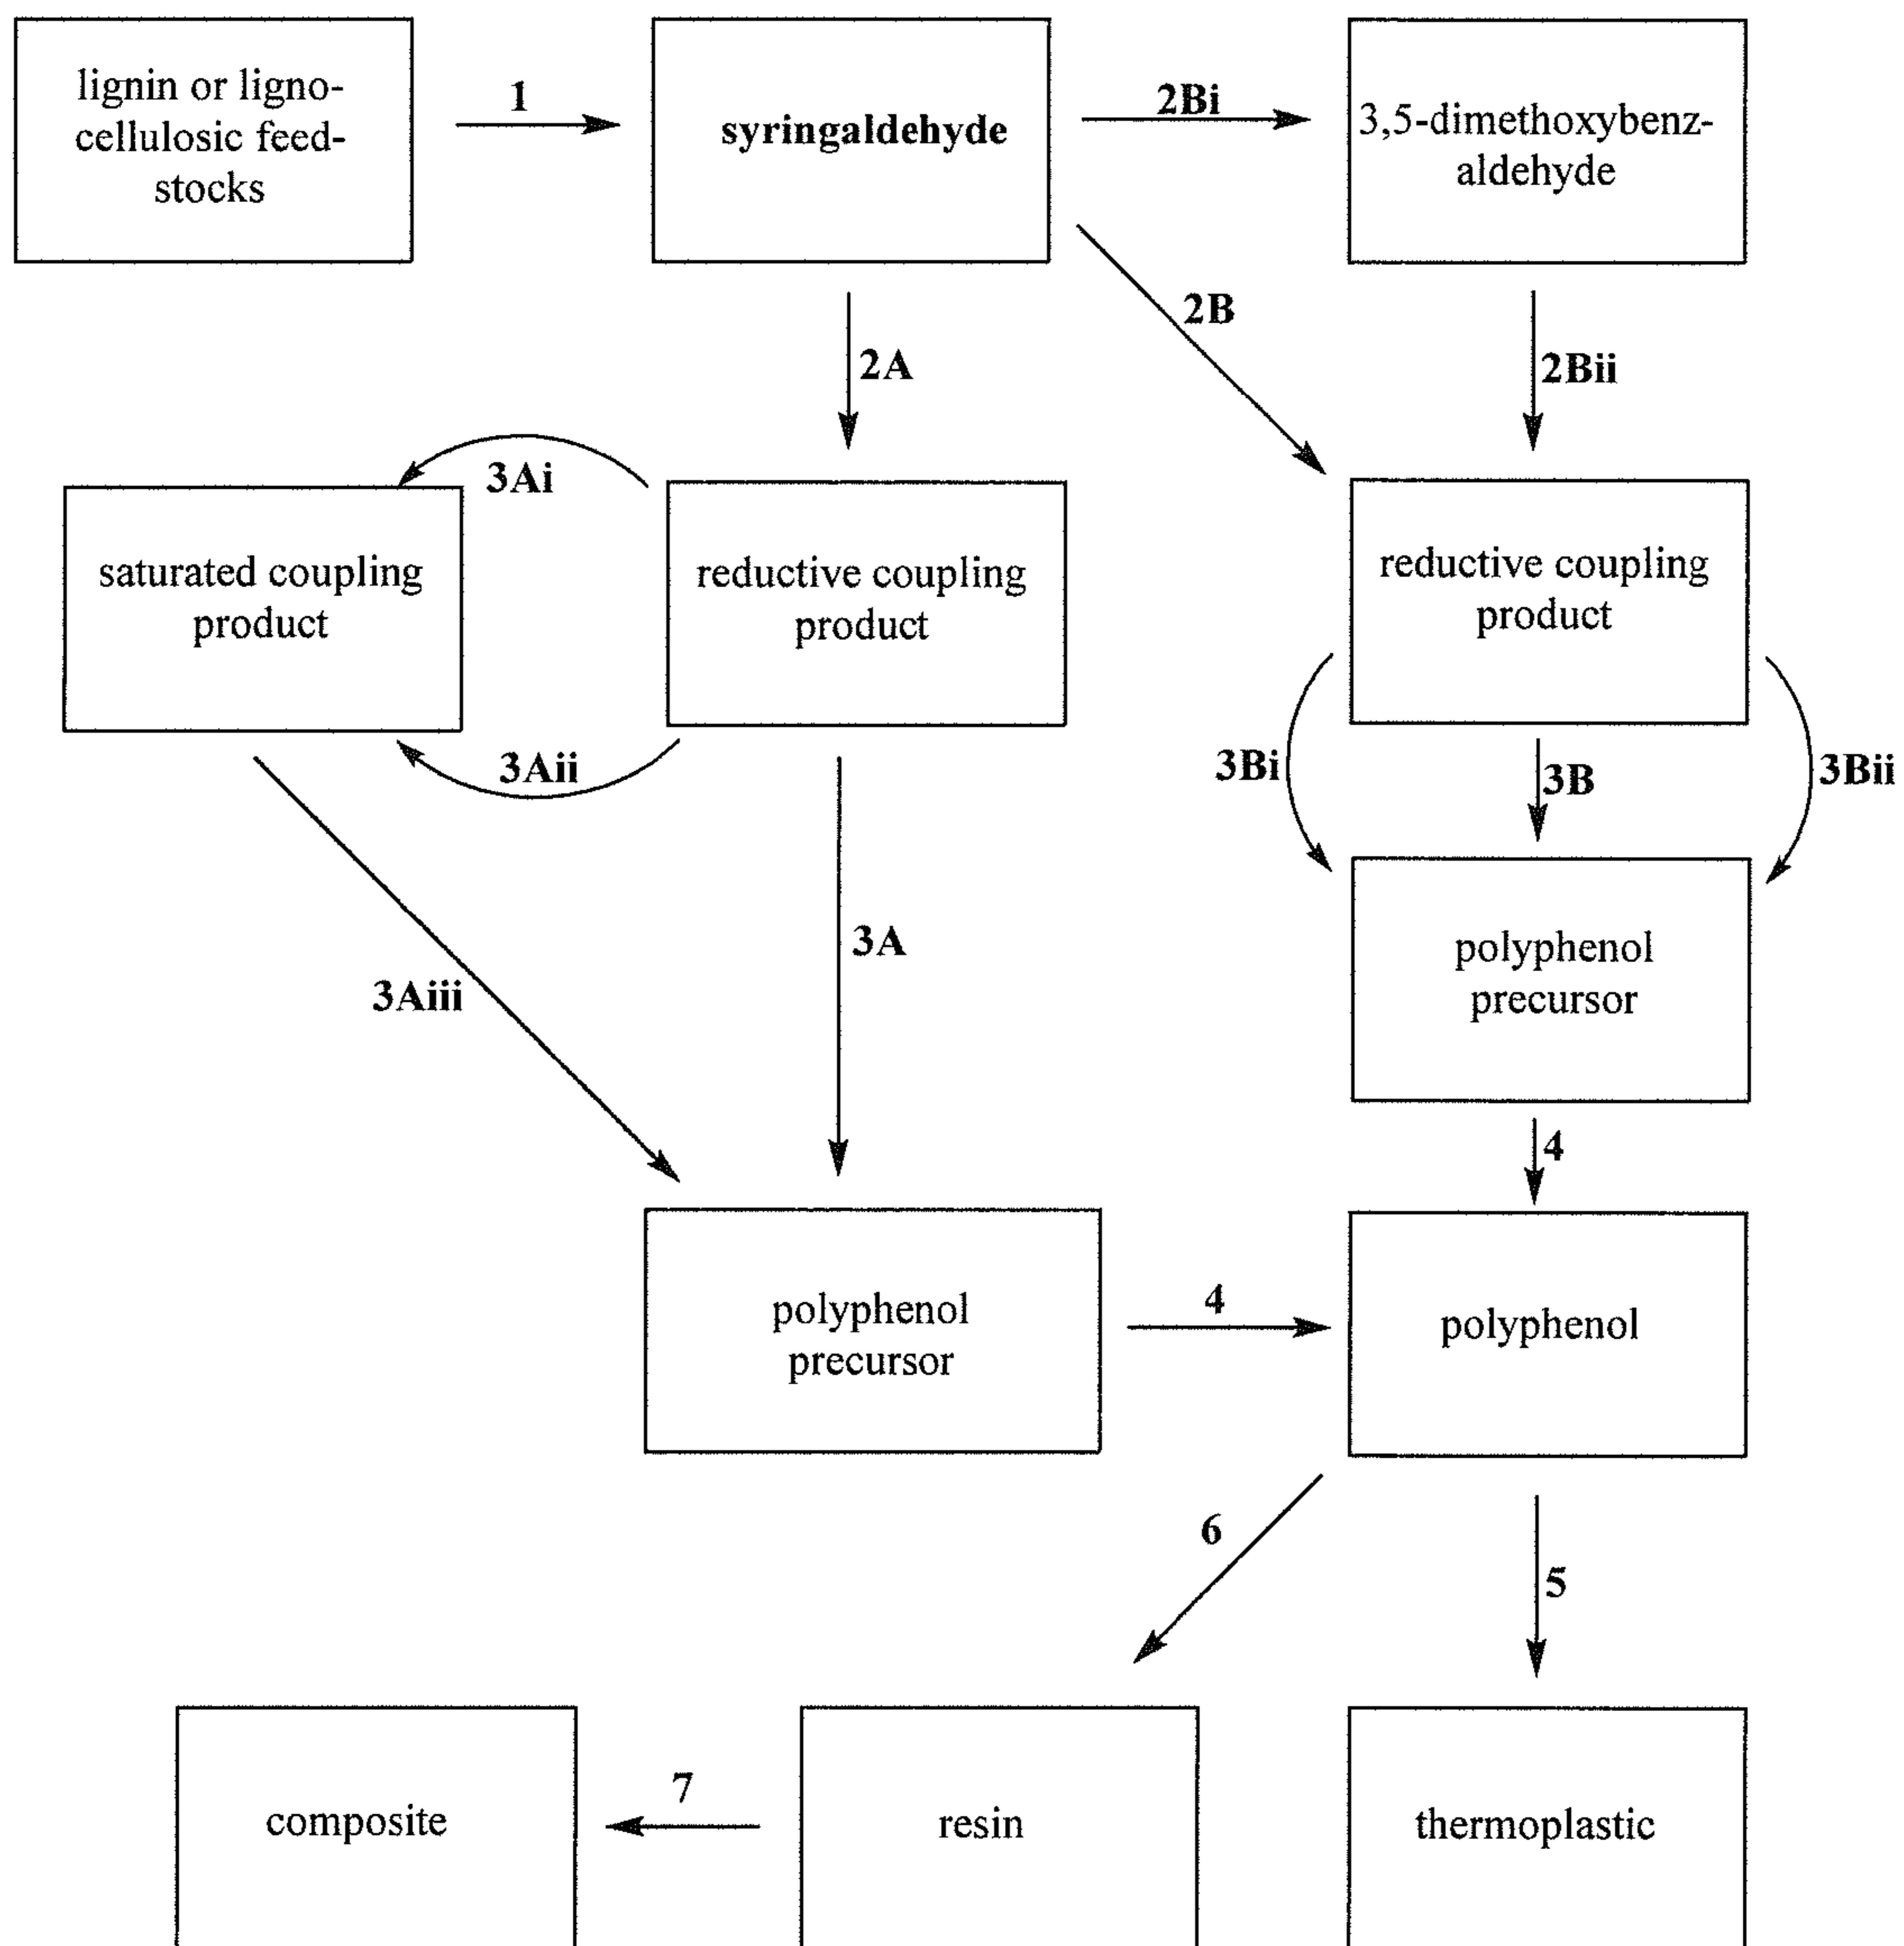 lignin or ligno-
cellulosic feed-
stocks
1
syringaldehyde
2Bi
3,5-dimethoxybenz-
aldehyde
2A
2B
2Bii
3Ai
saturated coupling
product
reductive coupling
product
reductive coupling
product
3Aii
3Bi
3B
3Bii
3Aiii
3A
polyphenol
precursor
4
polyphenol
precursor
4
polyphenol
6
5
composite
7
resin
thermoplastic